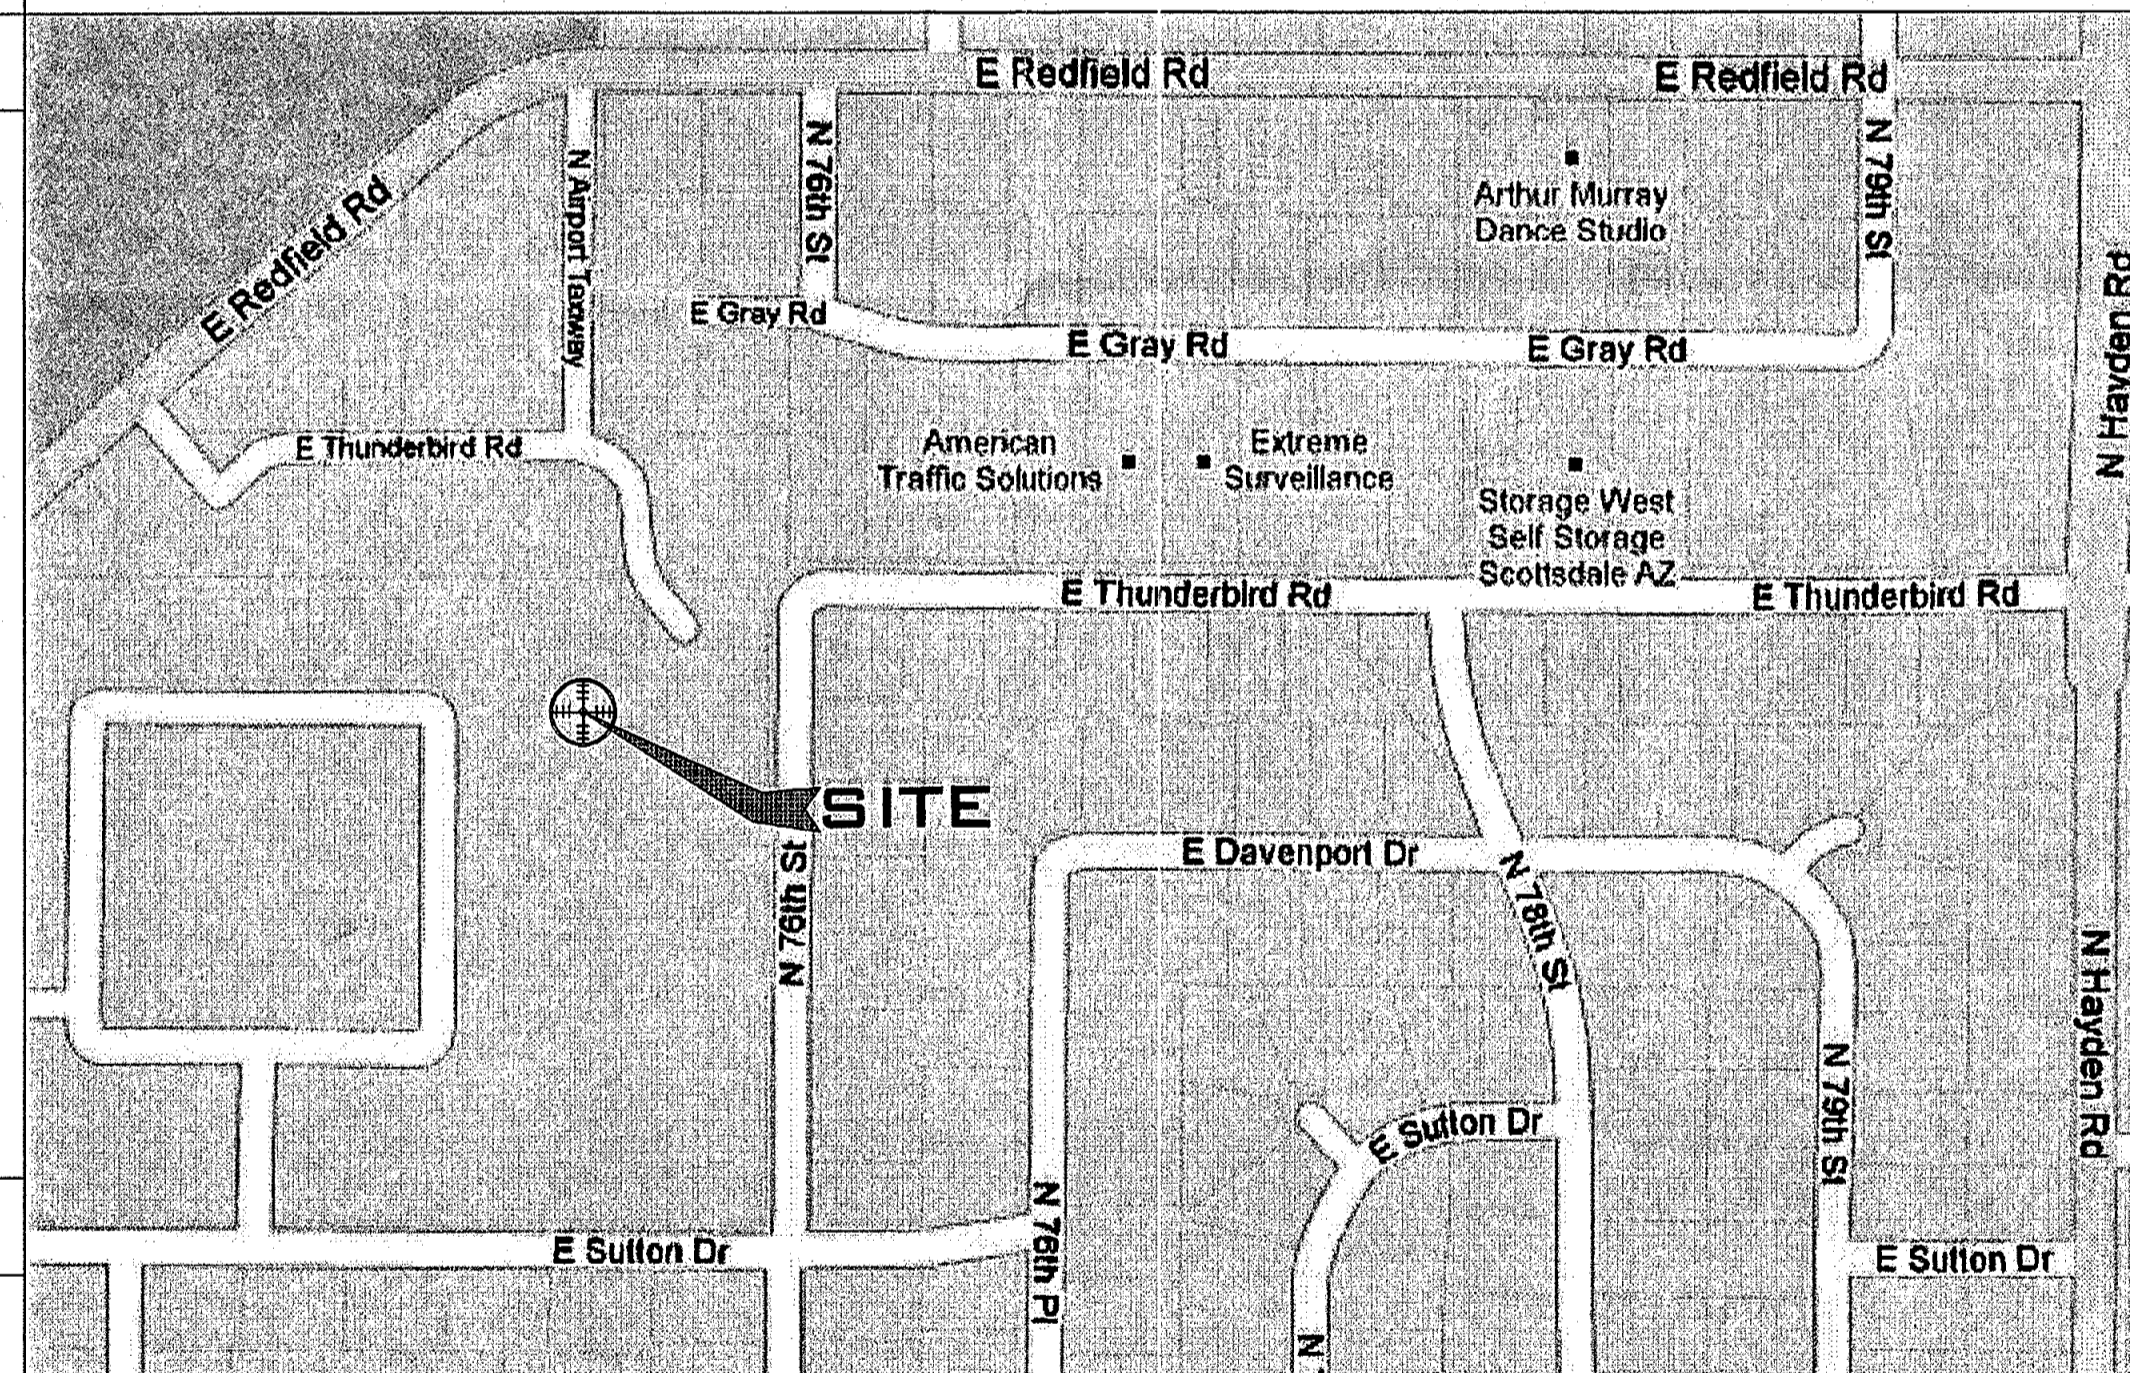 E Redfield Rd
E Redfield Rd
E Redfield Rd
N Airport Taxiway
N 76th St
N 79th St
Arthur Murray
Dance Studio
N Hayden Rd
E Gray Rd
E Gray Rd
E Gray Rd
E Thunderbird Rd
American
Traffic Solutions
Extreme
Surveillance
Storage West
Self Storage
Scottsdale AZ
E Thunderbird Rd
E Thunderbird Rd
SITE
N 76th St
E Davenport Dr
N 78th St
N Hayden Rd
N 79th St
E Sutton Dr
N 76th Pl
E Sutton Dr
E Sutton Dr
N